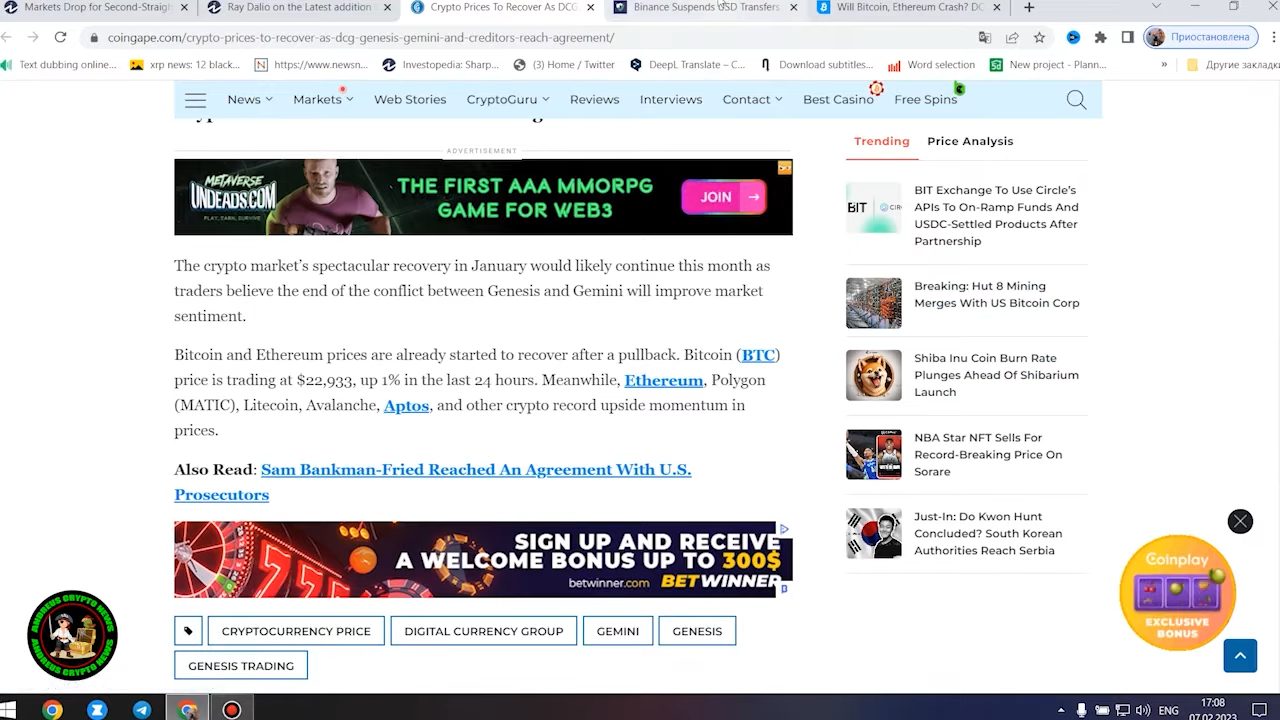 Markets Drop for Second-Straigh
Ray Dalio on the Latest addition
Crypto Prices To Recover As DCG,
Binance Suspends USD Transfers
Will Bitcoin, Ethereum Crash? DC
coingape.com/crypto-prices-to-recover-as-dcg-genesis-gemini-and-creditors-reach-agreement/
Приостановлена
Text dubbing online...
xrp news: 12 black...
https://www.newsn...
Investopedia: Sharp...
(3) Home / Twitter
DeepL Translate – С...
Download subtitles...
Word selection
New project - Plann...
»
Другие закладки
News
Markets
Web Stories
CryptoGuru
Reviews
Interviews
Contact
Best Casino
Free Spins
ADVERTISEMENT
METAVERSE
UNDEADS.COM
PLAY, EARN, SURVIVE
THE FIRST AAA MMORPG
GAME FOR WEB3
JOIN
The crypto market's spectacular recovery in January would likely continue this month as
traders believe the end of the conflict between Genesis and Gemini will improve market
sentiment.
Bitcoin and Ethereum prices are already started to recover after a pullback. Bitcoin (BTC)
price is trading at $22,933, up 1% in the last 24 hours. Meanwhile, Ethereum, Polygon
(MATIC), Litecoin, Avalanche, Aptos, and other crypto record upside momentum in
prices.
Also Read: Sam Bankman-Fried Reached An Agreement With U.S.
Prosecutors
SIGN UP AND RECEIVE
A WELCOME BONUS UP TO 300$
betwinner.com BETWINNER
CRYPTOCURRENCY PRICE
DIGITAL CURRENCY GROUP
GEMINI
GENESIS
GENESIS TRADING
Trending
Price Analysis
BIT Exchange To Use Circle's
APIs To On-Ramp Funds And
USDC-Settled Products After
Partnership
Breaking: Hut 8 Mining
Merges With US Bitcoin Corp
Shiba Inu Coin Burn Rate
Plunges Ahead Of Shibarium
Launch
NBA Star NFT Sells For
Record-Breaking Price On
Sorare
Just-In: Do Kwon Hunt
Concluded? South Korean
Authorities Reach Serbia
BIT
CIR
Coinplay
EXCLUSIVE
BONUS
ANDREUS CRYPTO NEWS
ANDREUS CRYPTO NEWS
ENG
17:08
07.02.2023